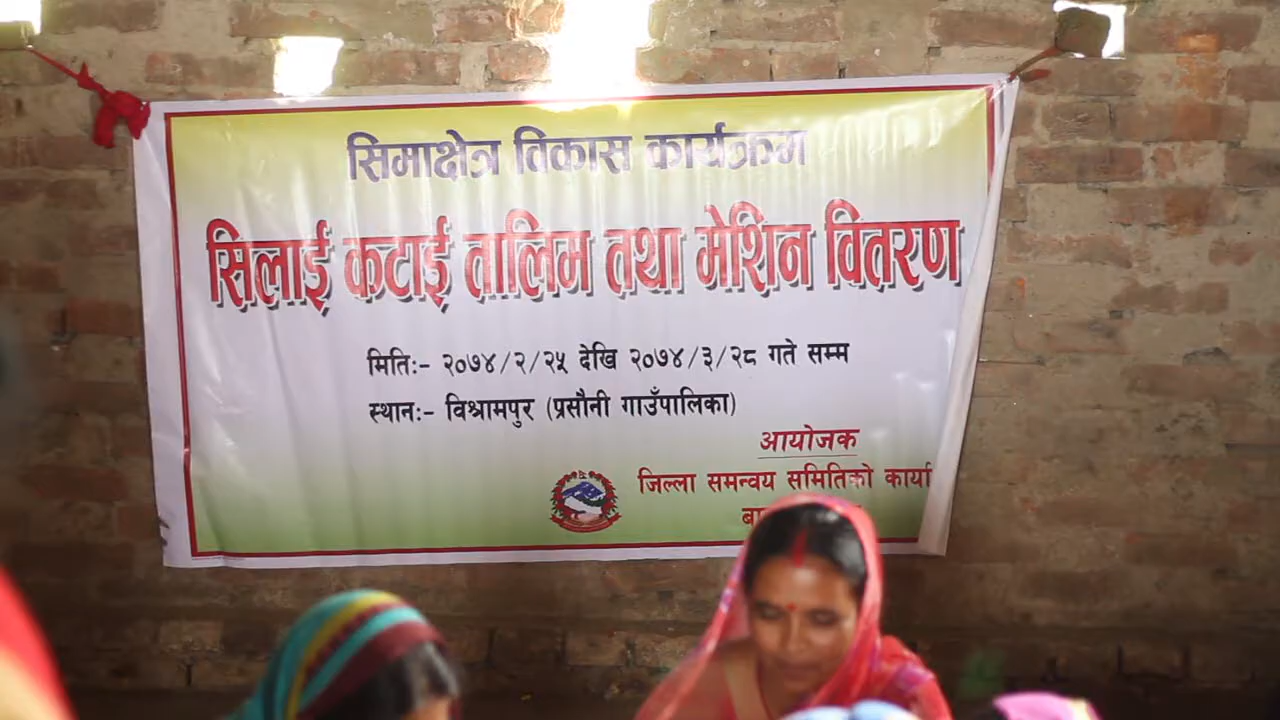 सिमाक्षेत्र विकास कार्यक्रम
सिलाई कटाई तालिम तथा मेशिन वितरण
मितिः- २०७४/२/२५ देखि २०७४/३/२८ गते सम्म
स्थानः- विश्रामपुर (प्रसौनी गाउँपालिका)
आयोजक
जिल्ला समन्वय समितिको